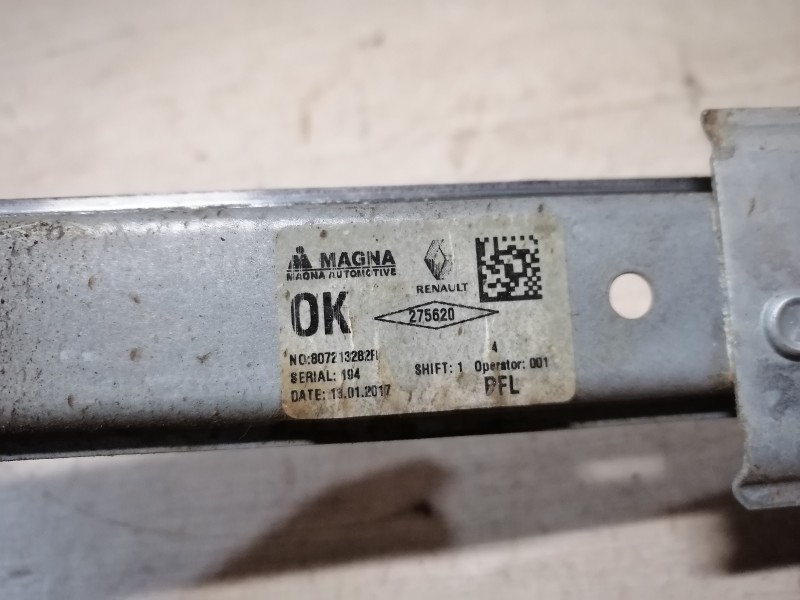 MAGNA
MAGNA AUTOMOTIVE
RENAULT
OK
275620
4
NO:807213282R
SHIFT: 1 Operator: 001
SERIAL: 194
DATE: 13.01.2017